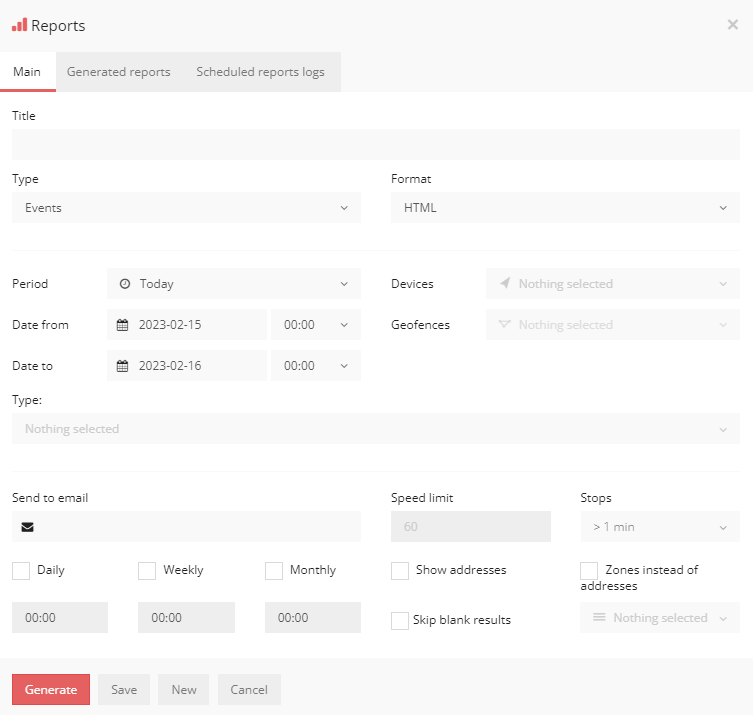 Reports
×
Main Generated reports Scheduled reports logs
Title
Type Format
Events HTML
Period Today Devices Nothing selected
Date from 2023-02-15 00:00 Geofences Nothing selected
Date to 2023-02-16 00:00
Type:
Nothing selected
Send to email Speed limit Stops
60 > 1 min
Daily Weekly Monthly Show addresses Zones instead of
addresses
00:00 00:00 00:00 Skip blank results Nothing selected
Generate Save New Cancel